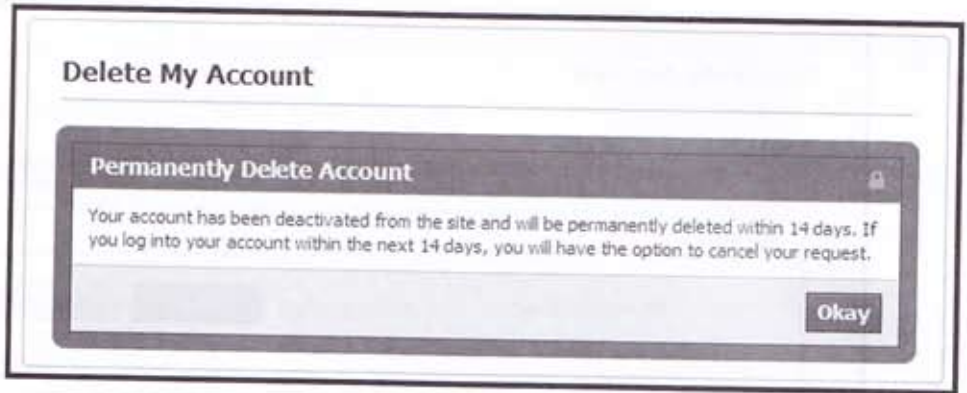 Delete My Account
Permanently Delete Account
Your account has been deactivated from the site and will be permanently deleted within 14 days. If
you log into your account within the next 14 days, you will have the option to cancel your request.
Okay